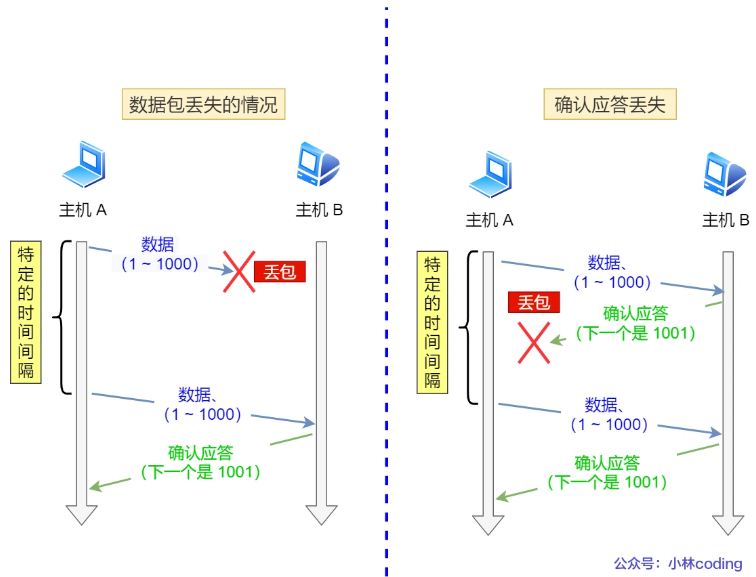 数据包丢失的情况
主机 A
主机 B
特定的时间间隔
数据
（1 ~ 1000）
丢包
数据、
（1 ~ 1000）
确认应答
（下一个是 1001）
确认应答丢失
主机 A
主机 B
特定的时间间隔
数据、
（1 ~ 1000）
丢包
确认应答
（下一个是 1001）
数据、
（1 ~ 1000）
确认应答
（下一个是 1001）
公众号：小林coding